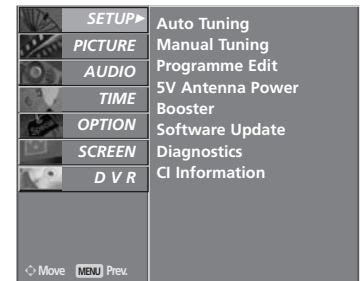 SETUP
PICTURE
AUDIO
TIME
OPTION
SCREEN
D V R
Auto Tuning
Manual Tuning
Programme Edit
5V Antenna Power
Booster
Software Update
Diagnostics
CI Information
Move MENU Prev.